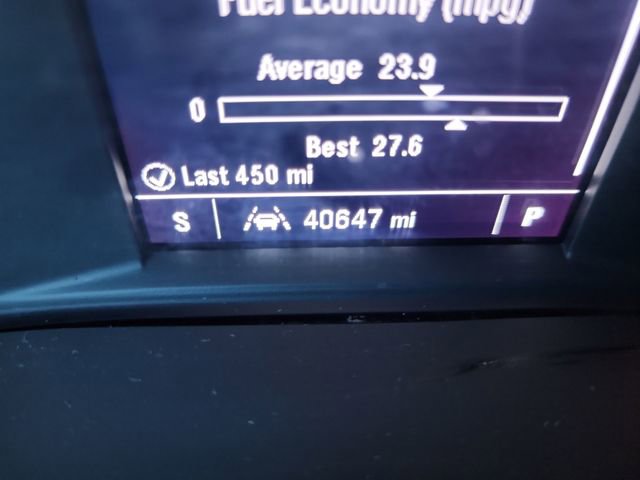 Fuel Economy (mpg)
Average 23.9
0
Best 27.6
Last 450 mi
S 40647 mi P